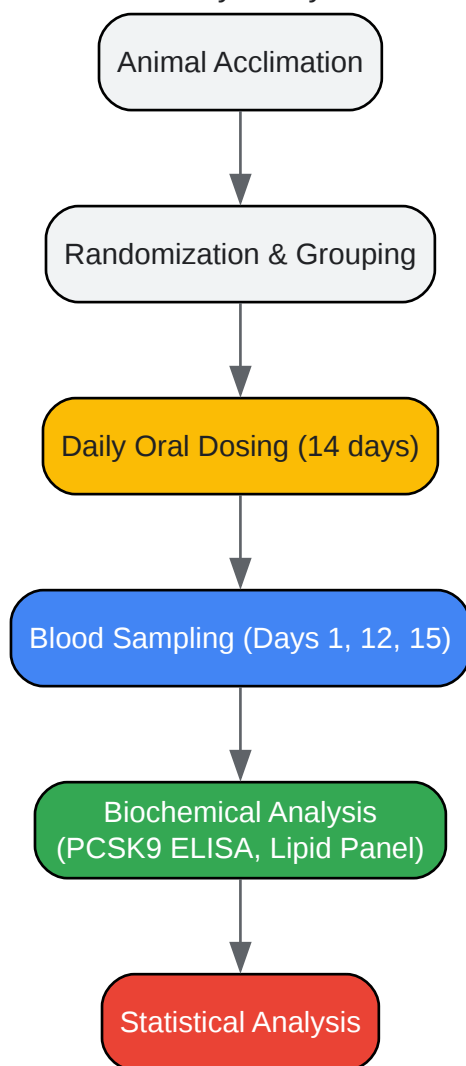 Animal Acclimation
Randomization & Grouping
Daily Oral Dosing (14 days)
Blood Sampling (Days 1, 12, 15)
Biochemical Analysis
(PCSK9 ELISA, Lipid Panel)
Statistical Analysis